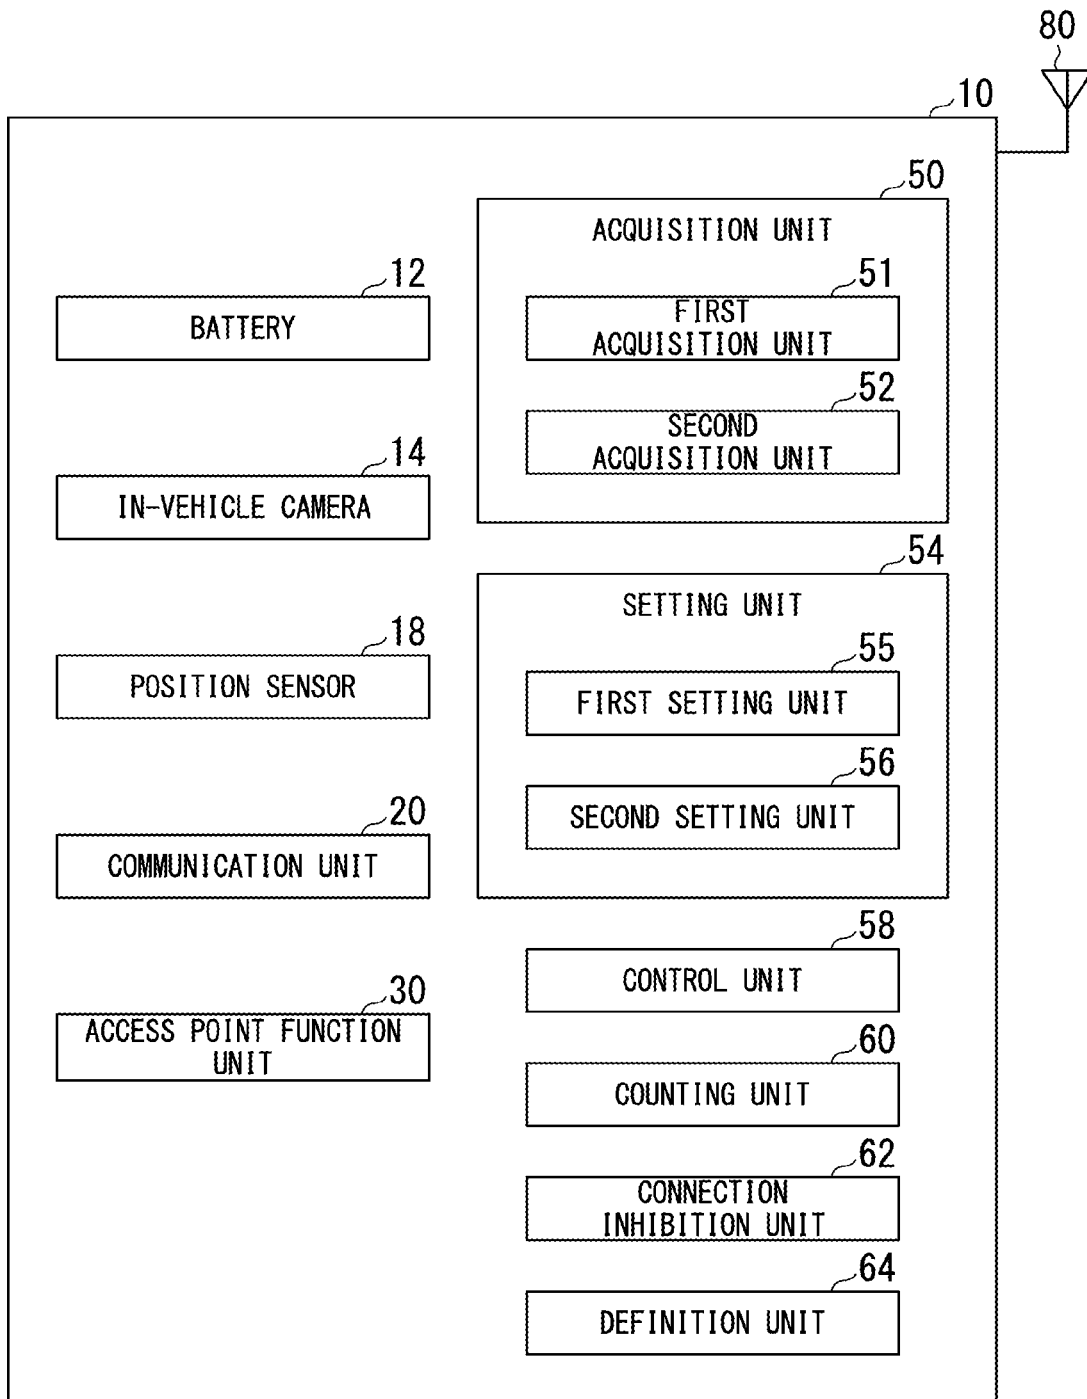 80
10
12
BATTERY
14
IN-VEHICLE CAMERA
18
POSITION SENSOR
20
COMMUNICATION UNIT
30
ACCESS POINT FUNCTION
UNIT
50
ACQUISITION UNIT
51
FIRST
ACQUISITION UNIT
52
SECOND
ACQUISITION UNIT
54
SETTING UNIT
55
FIRST SETTING UNIT
56
SECOND SETTING UNIT
58
CONTROL UNIT
60
COUNTING UNIT
62
CONNECTION
INHIBITION UNIT
64
DEFINITION UNIT